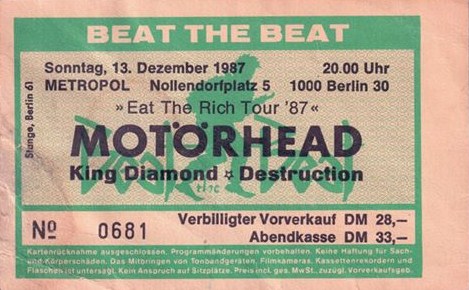 BEAT THE BEAT
Sonntag, 13. Dezember 1987 20.00 Uhr
METROPOL Nollendorfplatz 5 1000 Berlin 30
»Eat The Rich Tour '87«
MOTÖRHEAD
King Diamond ☆ Destruction
Nº 0681
Verbilligter Vorverkauf DM 28,—
Abendkasse DM 33,—
Kartenrücknahme ausgeschlossen. Programmänderungen vorbehalten. Keine Haftung für Sach-
und Körperschäden. Das Mitbringen von Tonbandgeräten, Filmkameras, Kassettenrekordern und
Flaschen ist untersagt. Kein Anspruch auf Sitzplätze. Preis incl. ges. MwSt. zuzügl. Vorverkaufsgeb.
Stunge, Berlin 61